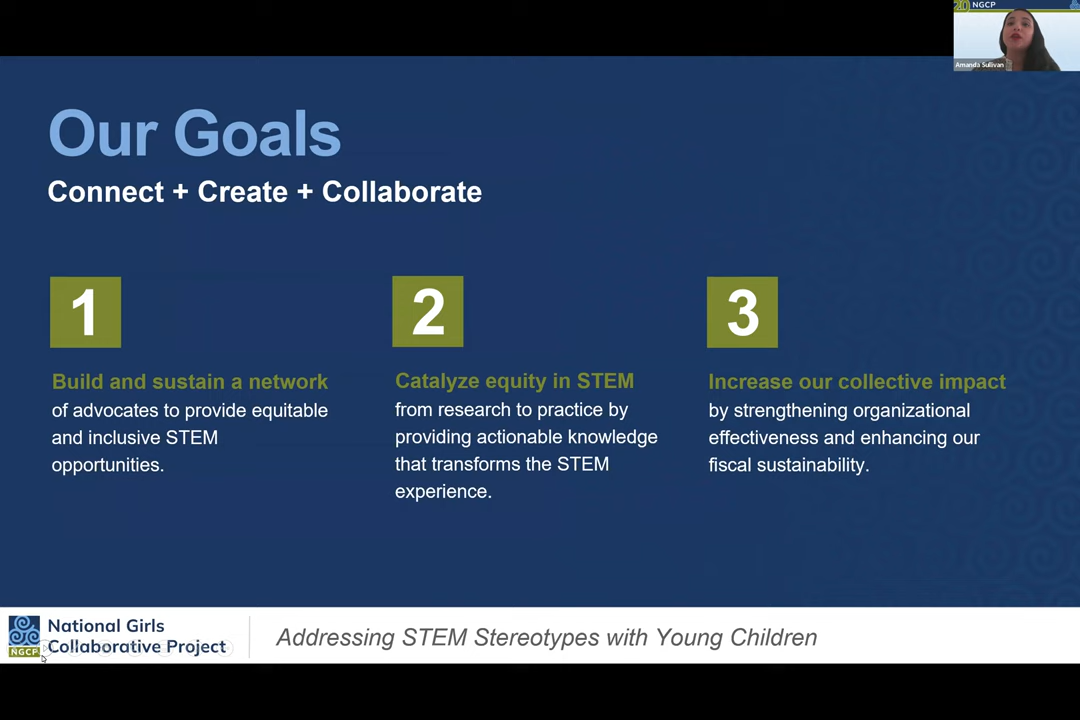 NGCP
Amanda Sullivan
Our Goals
Connect + Create + Collaborate
1
Build and sustain a network
of advocates to provide equitable
and inclusive STEM
opportunities.
2
Catalyze equity in STEM
from research to practice by
providing actionable knowledge
that transforms the STEM
experience.
3
Increase our collective impact
by strengthening organizational
effectiveness and enhancing our
fiscal sustainability.
NGCP
National Girls
Collaborative Project
Addressing STEM Stereotypes with Young Children